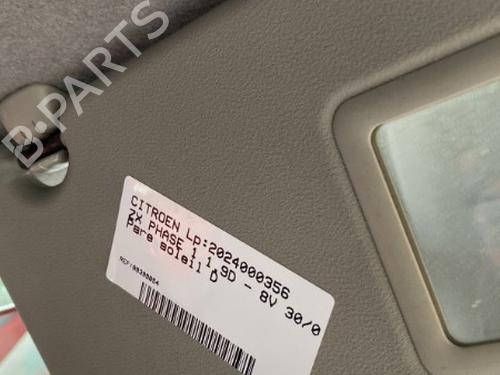 B-PARTS
CITROEN Lp:2024000356
ZX PHASE 1 1.9D - 8V 30/0
Pare soleil D